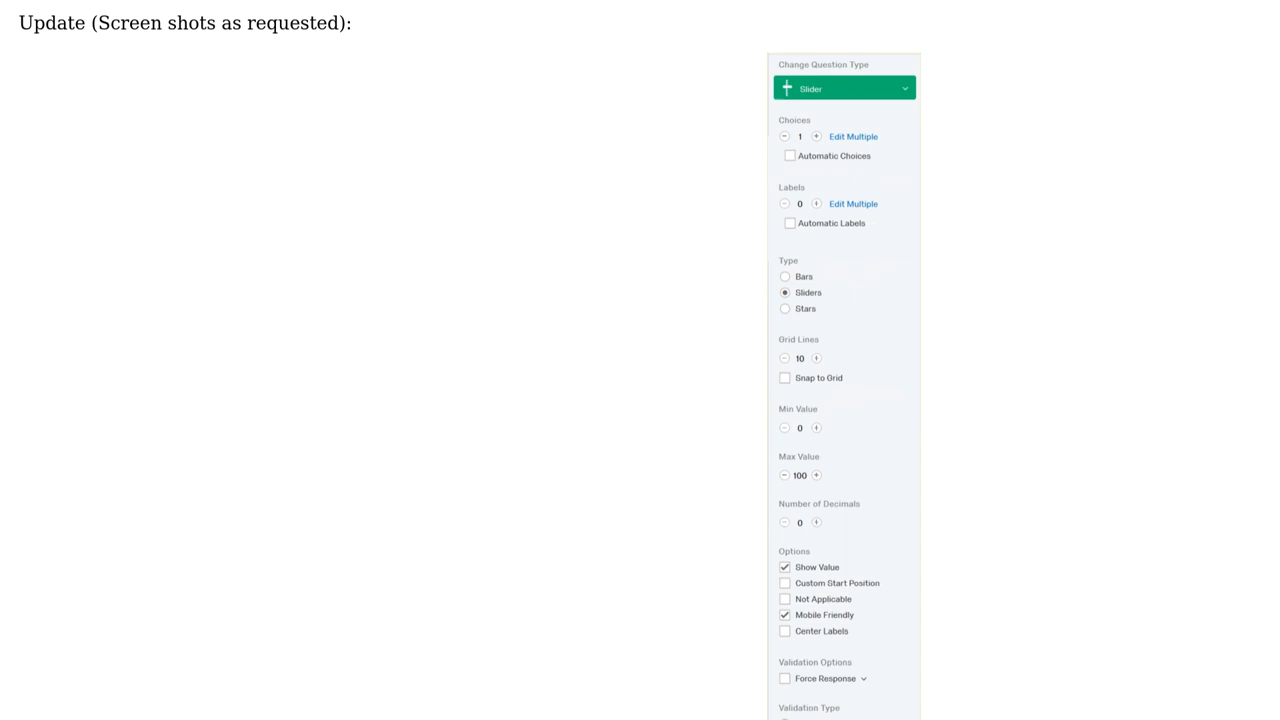 Update (Screen shots as requested):
Change Question Type
Slider
Choices
1 Edit Multiple
Automatic Choices
Labels
0 Edit Multiple
Automatic Labels
Type
Bars
Sliders
Stars
Grid Lines
10
Snap to Grid
Min Value
0
Max Value
100
Number of Decimals
0
Options
Show Value
Custom Start Position
Not Applicable
Mobile Friendly
Center Labels
Validation Options
Force Response
Validation Type